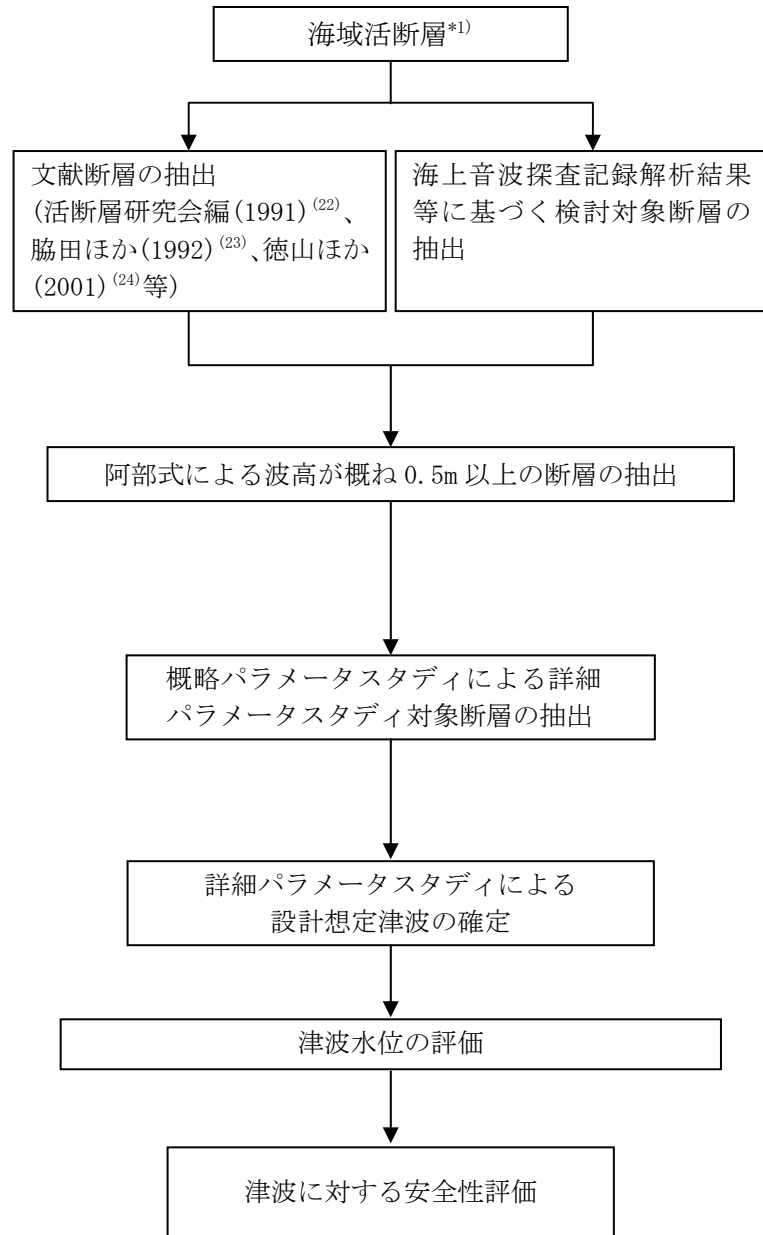 海域活断層*1)
文献断層の抽出
(活断層研究会編(1991)(22)、
脇田ほか(1992)(23)、徳山ほか
(2001)(24)等)
海上音波探査記録解析結果
等に基づく検討対象断層の
抽出
阿部式による波高が概ね 0.5m 以上の断層の抽出
概略パラメータスタディによる詳細
パラメータスタディ対象断層の抽出
詳細パラメータスタディによる
設計想定津波の確定
津波水位の評価
津波に対する安全性評価